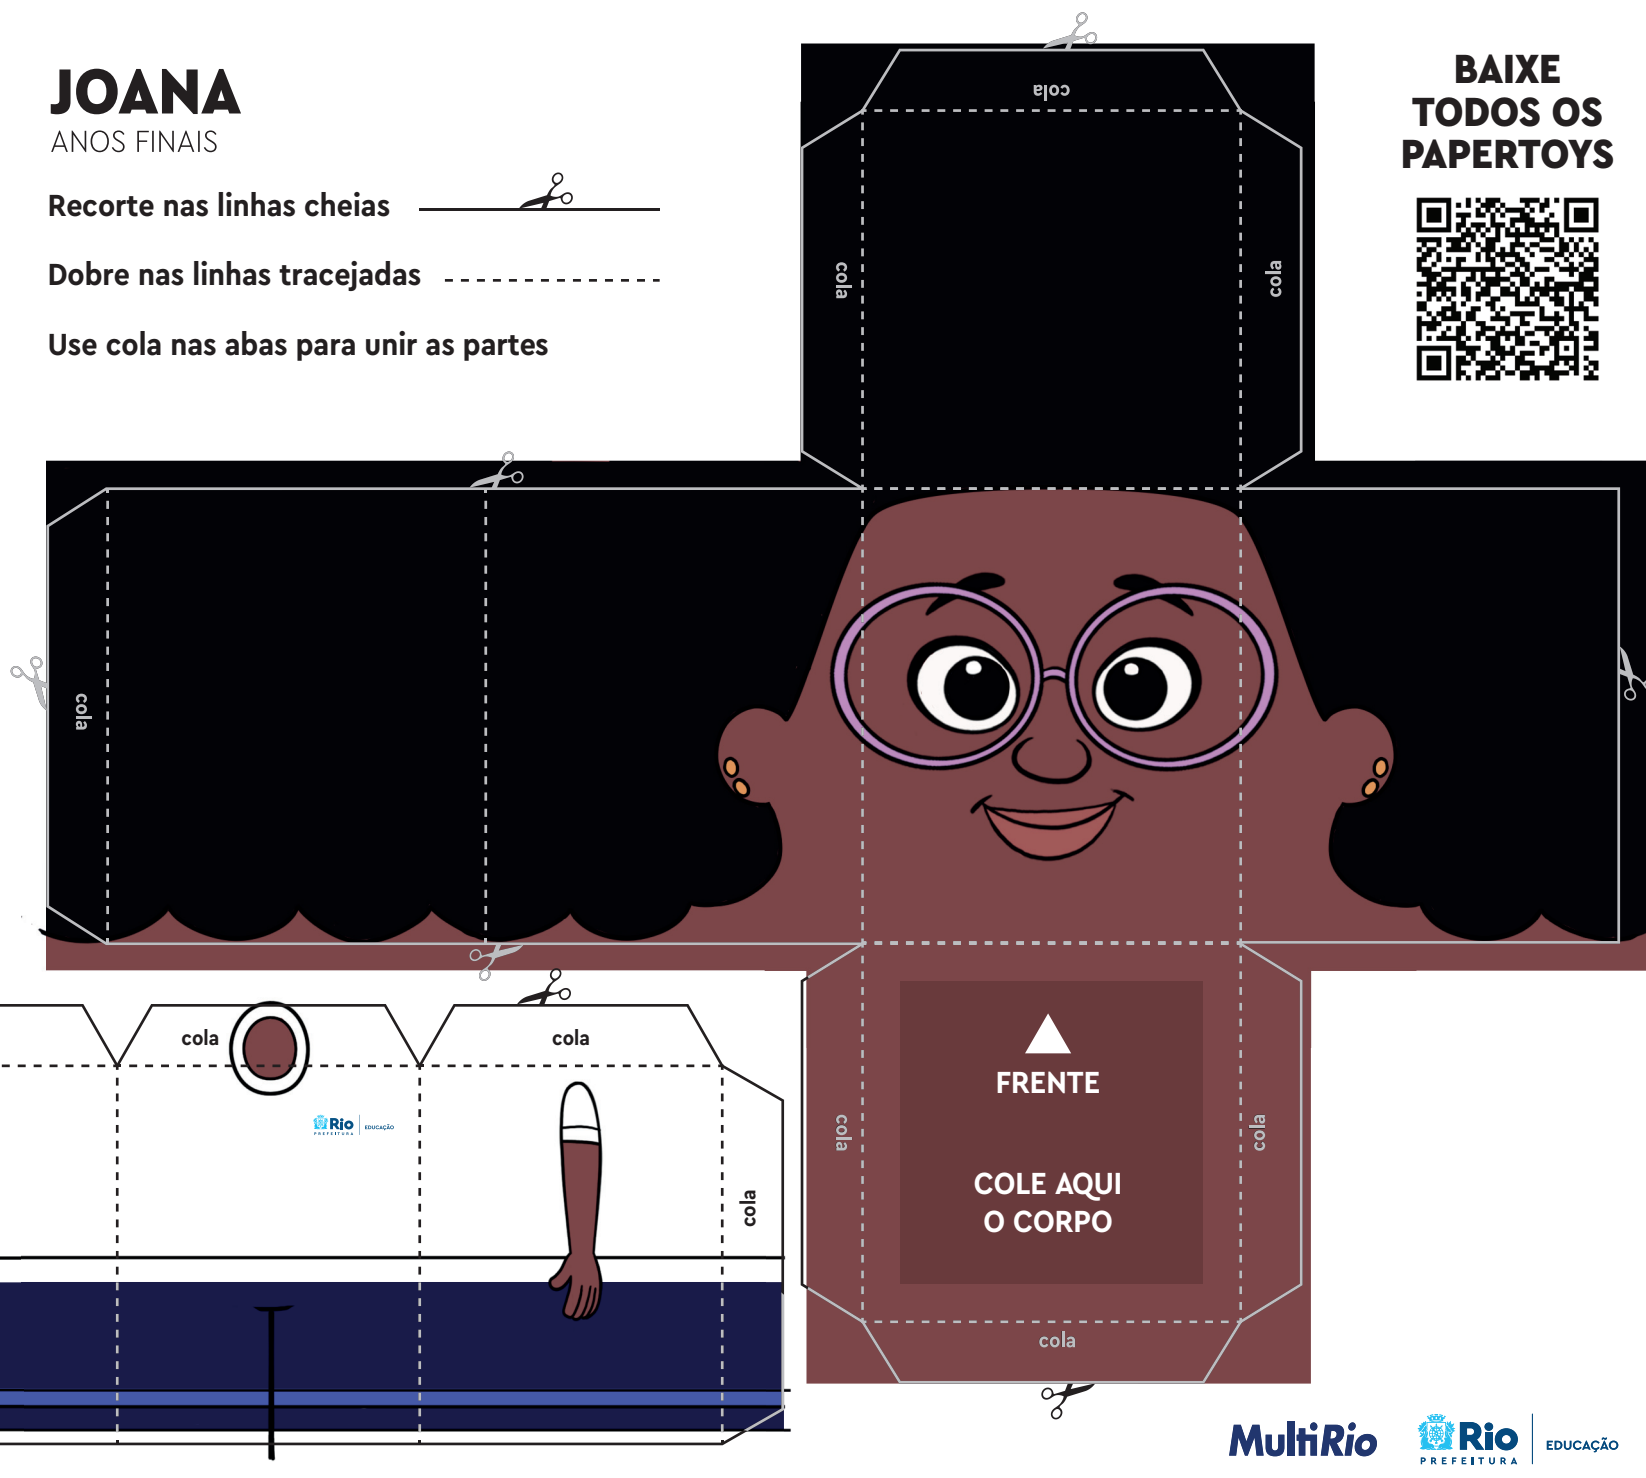 JOANA
ANOS FINAIS
Recorte nas linhas cheias
Dobre nas linhas tracejadas
Use cola nas abas para unir as partes
BAIXE
TODOS OS
PAPERTOYS
cola
cola
cola
cola
cola
cola
cola
cola
cola
cola
cola
FRENTE
COLE AQUI
O CORPO
Rio
PREFEITURA
EDUCAÇÃO
MultiRio
Rio
PREFEITURA
EDUCAÇÃO